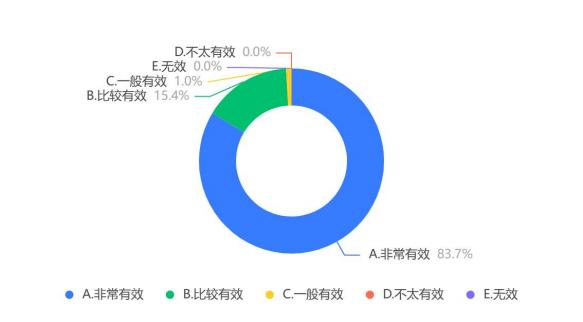 D.不太有效 0.0%
E.无效 0.0%
C.一般有效 1.0%
B.比较有效 15.4%
A.非常有效 83.7%
A.非常有效 B.比较有效 C.一般有效 D.不太有效 E.无效